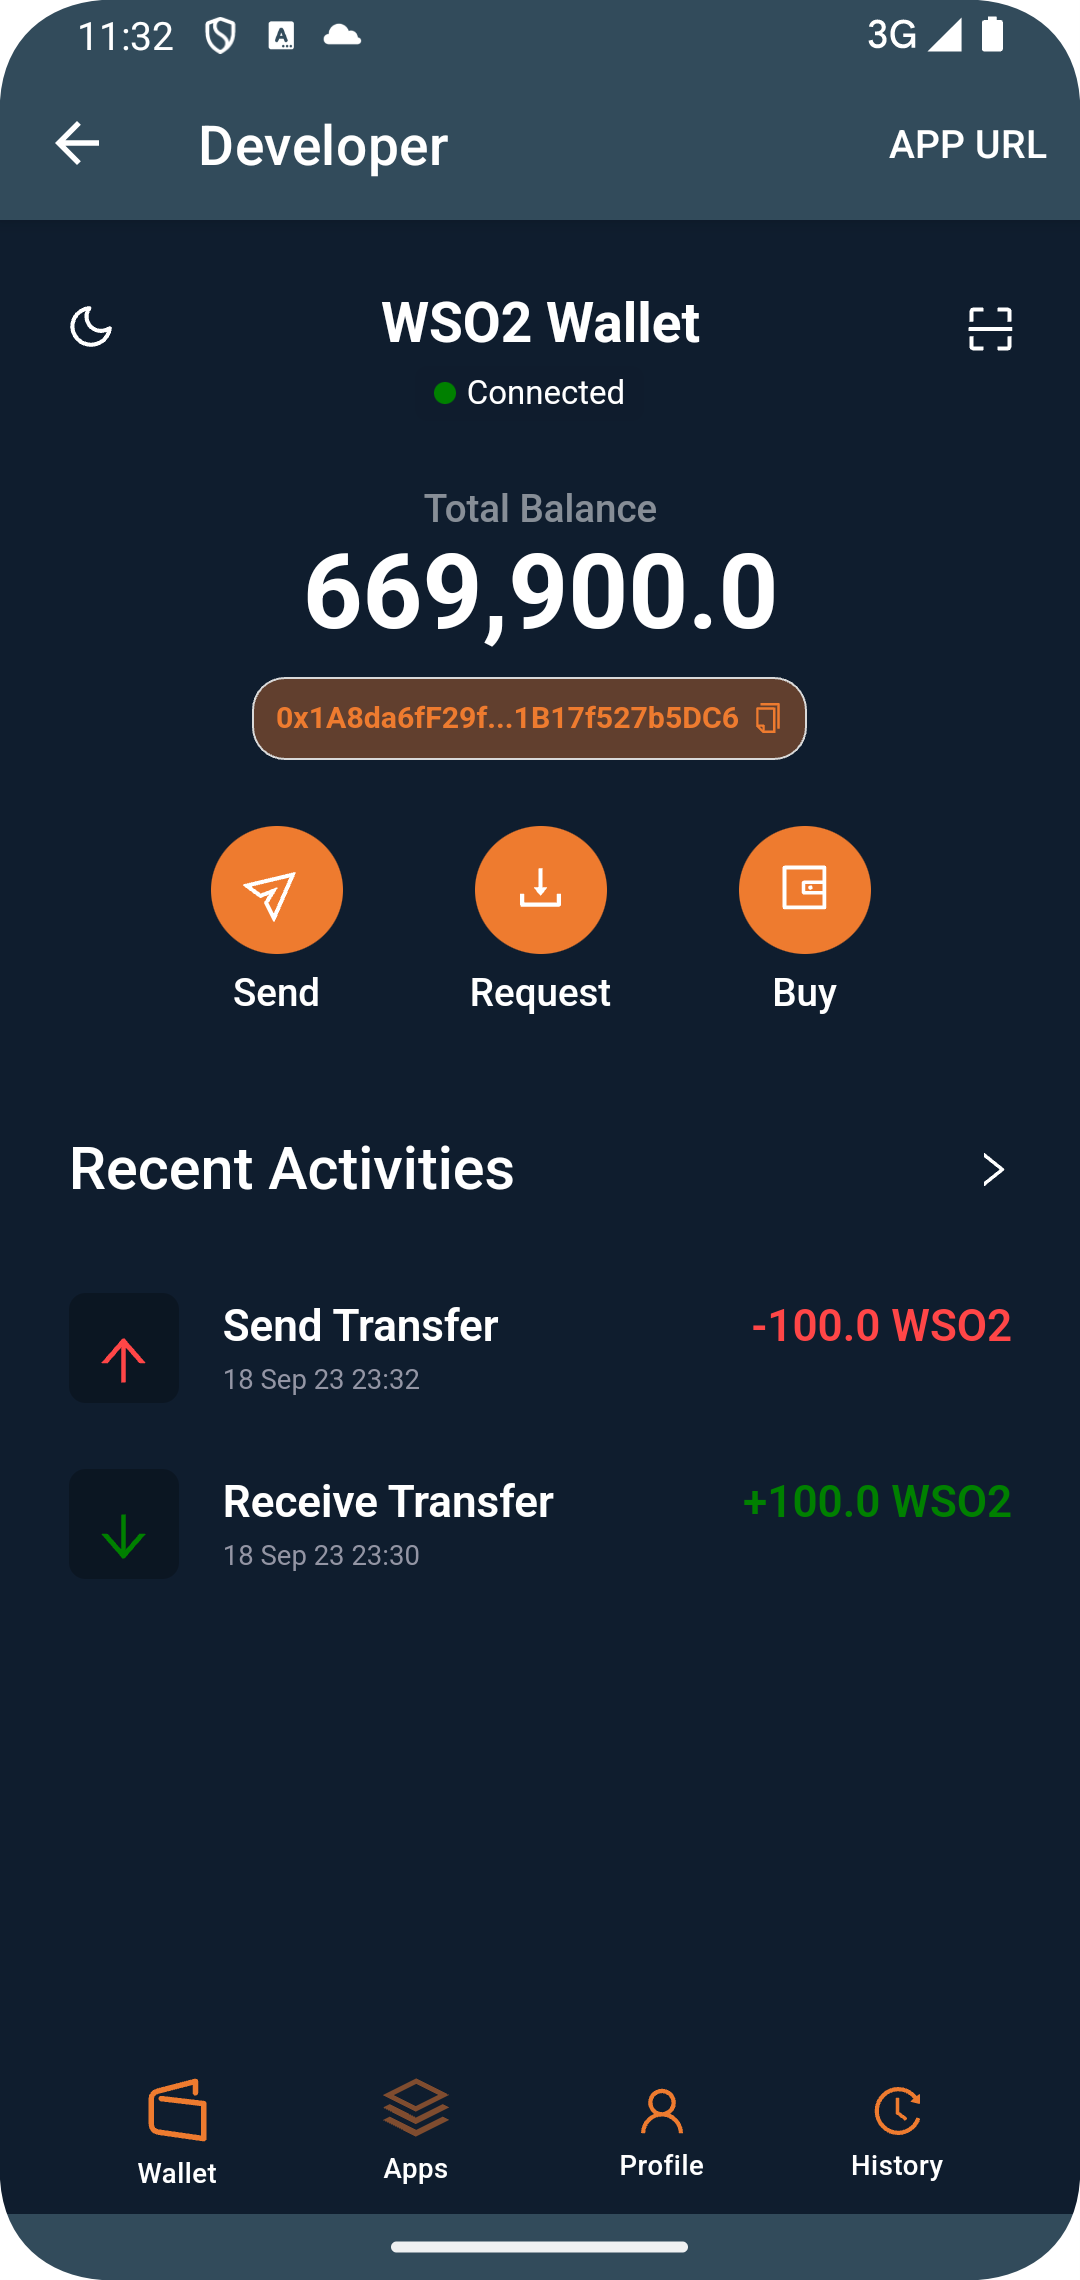 11:32
3G
Developer
APP URL
WSO2 Wallet
Connected
Total Balance
669,900.0
0x1A8da6fF29f...1B17f527b5DC6
Send
Request
Buy
Recent Activities
Send Transfer
-100.0 WSO2
18 Sep 23 23:32
Receive Transfer
+100.0 WSO2
18 Sep 23 23:30
Wallet
Apps
Profile
History